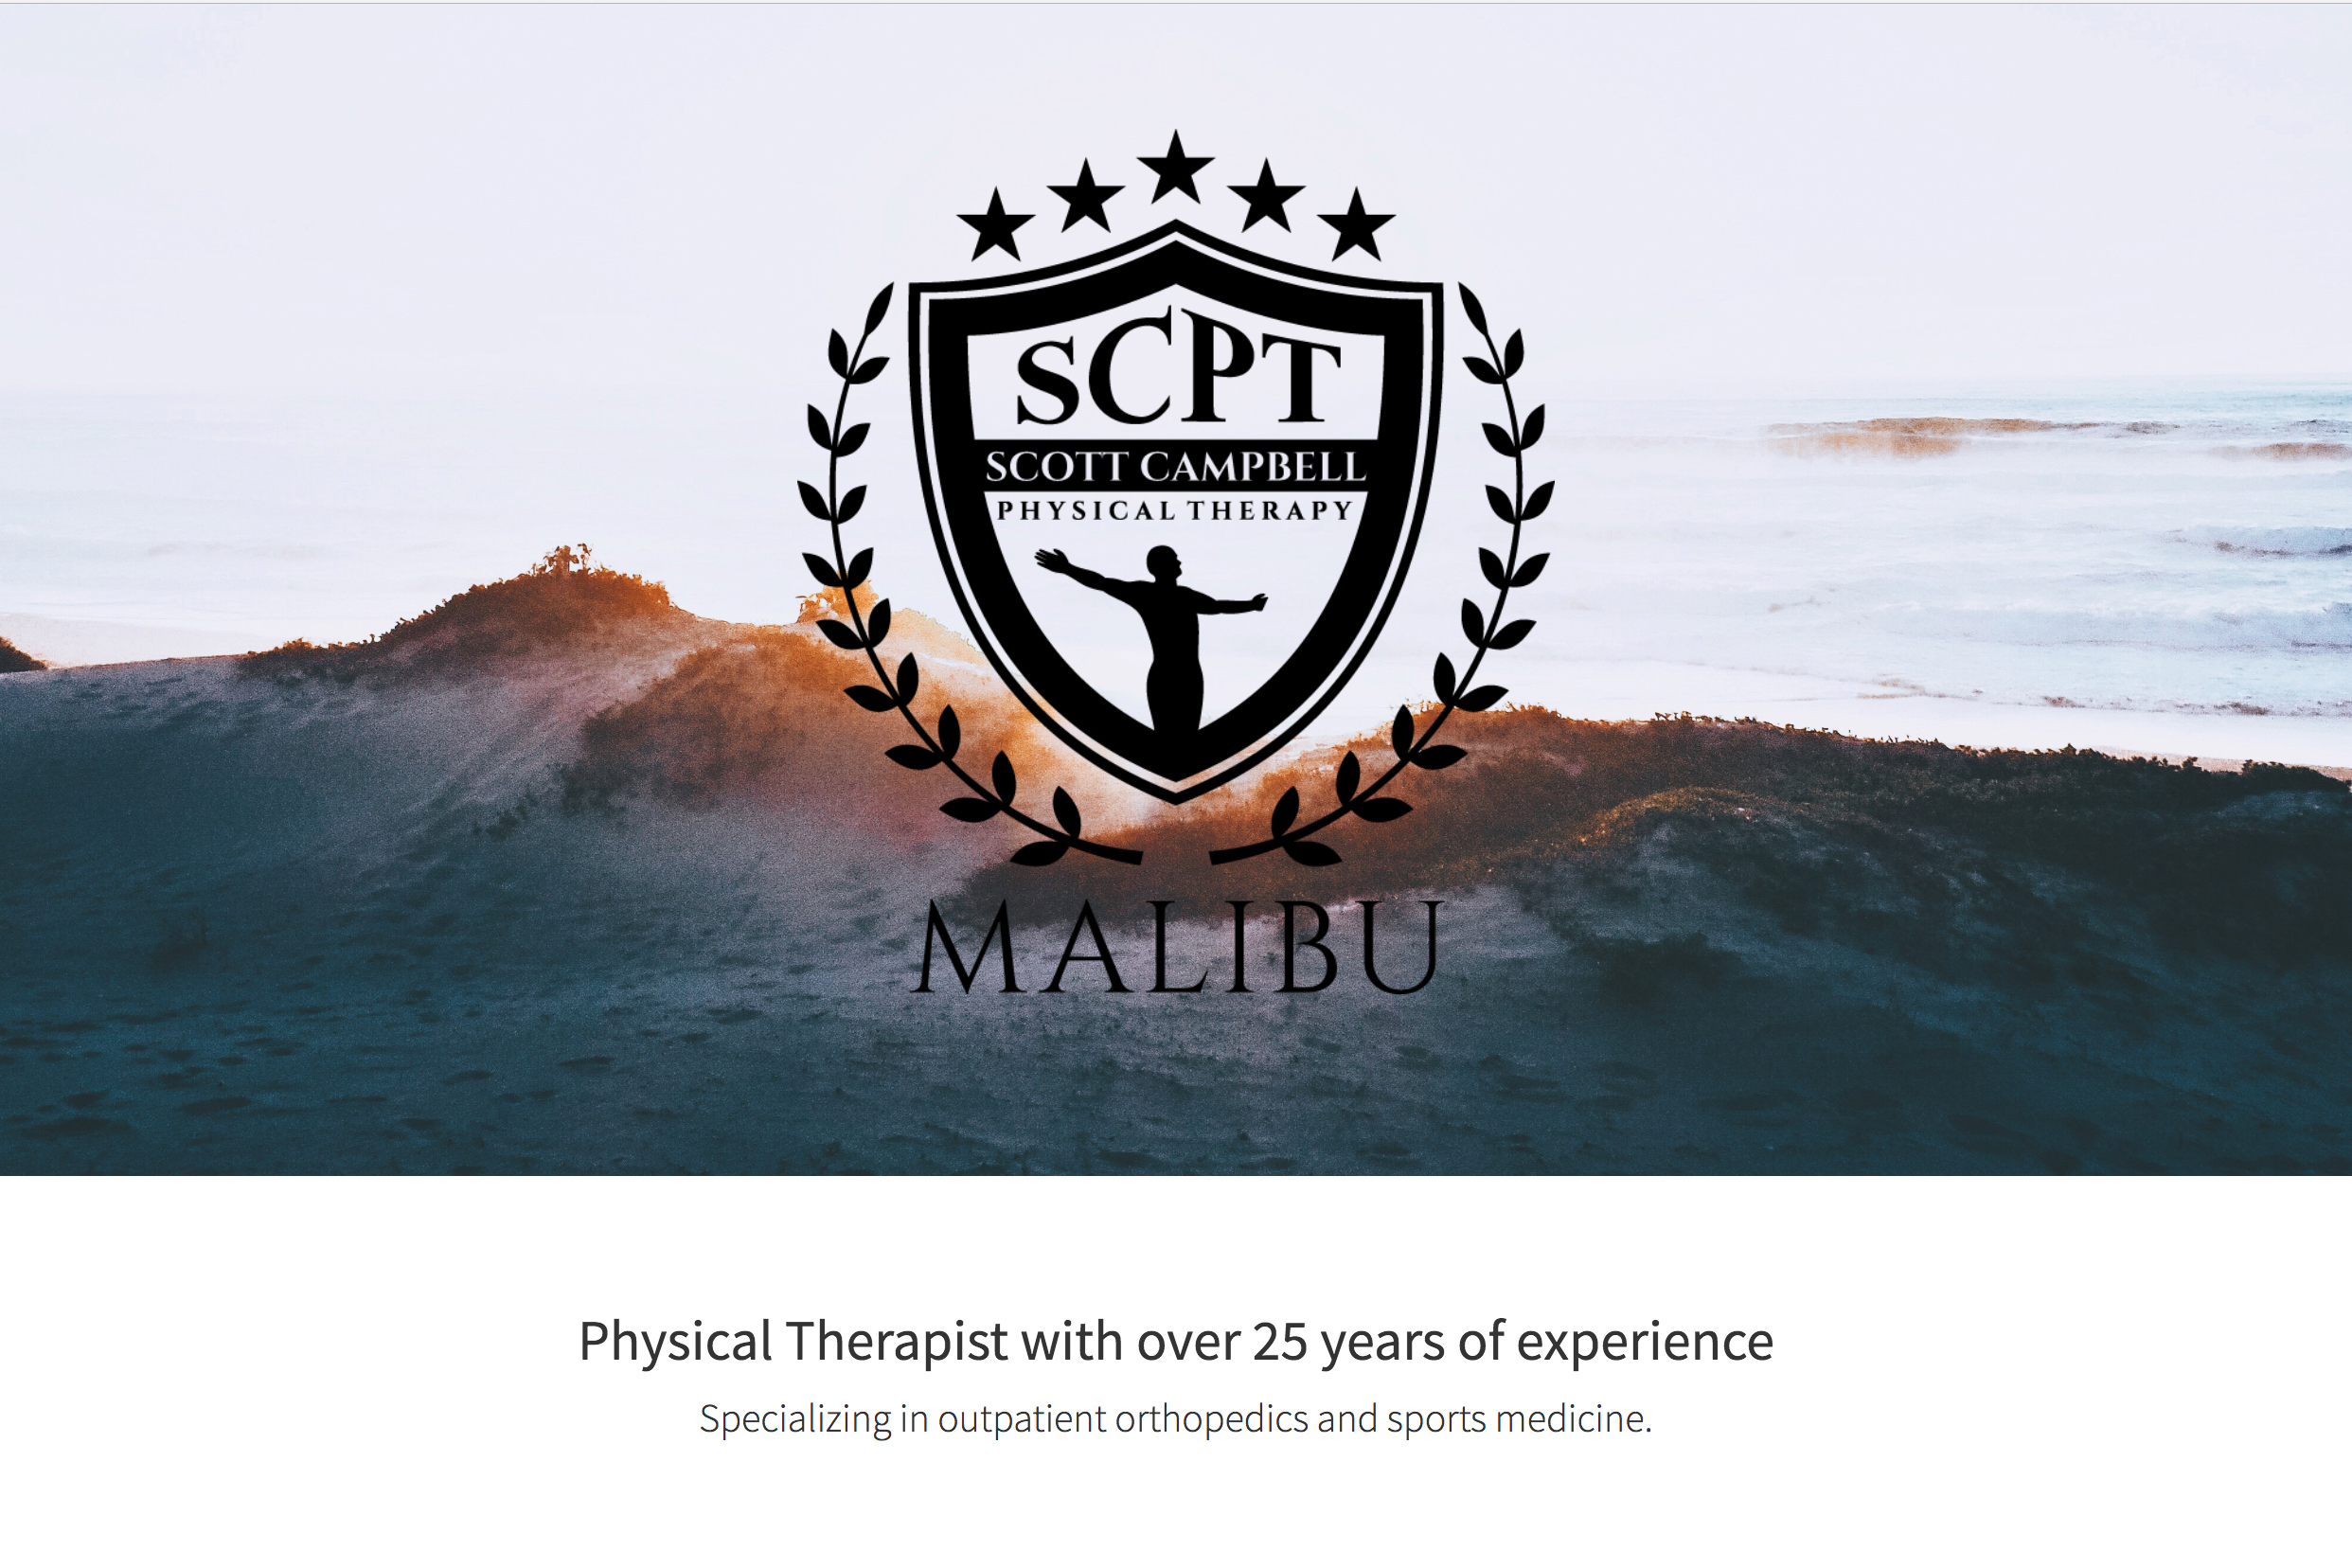 SCPT
SCOTT CAMPBELL
PHYSICAL THERAPY
MALIBU
Physical Therapist with over 25 years of experience
Specializing in outpatient orthopedics and sports medicine.